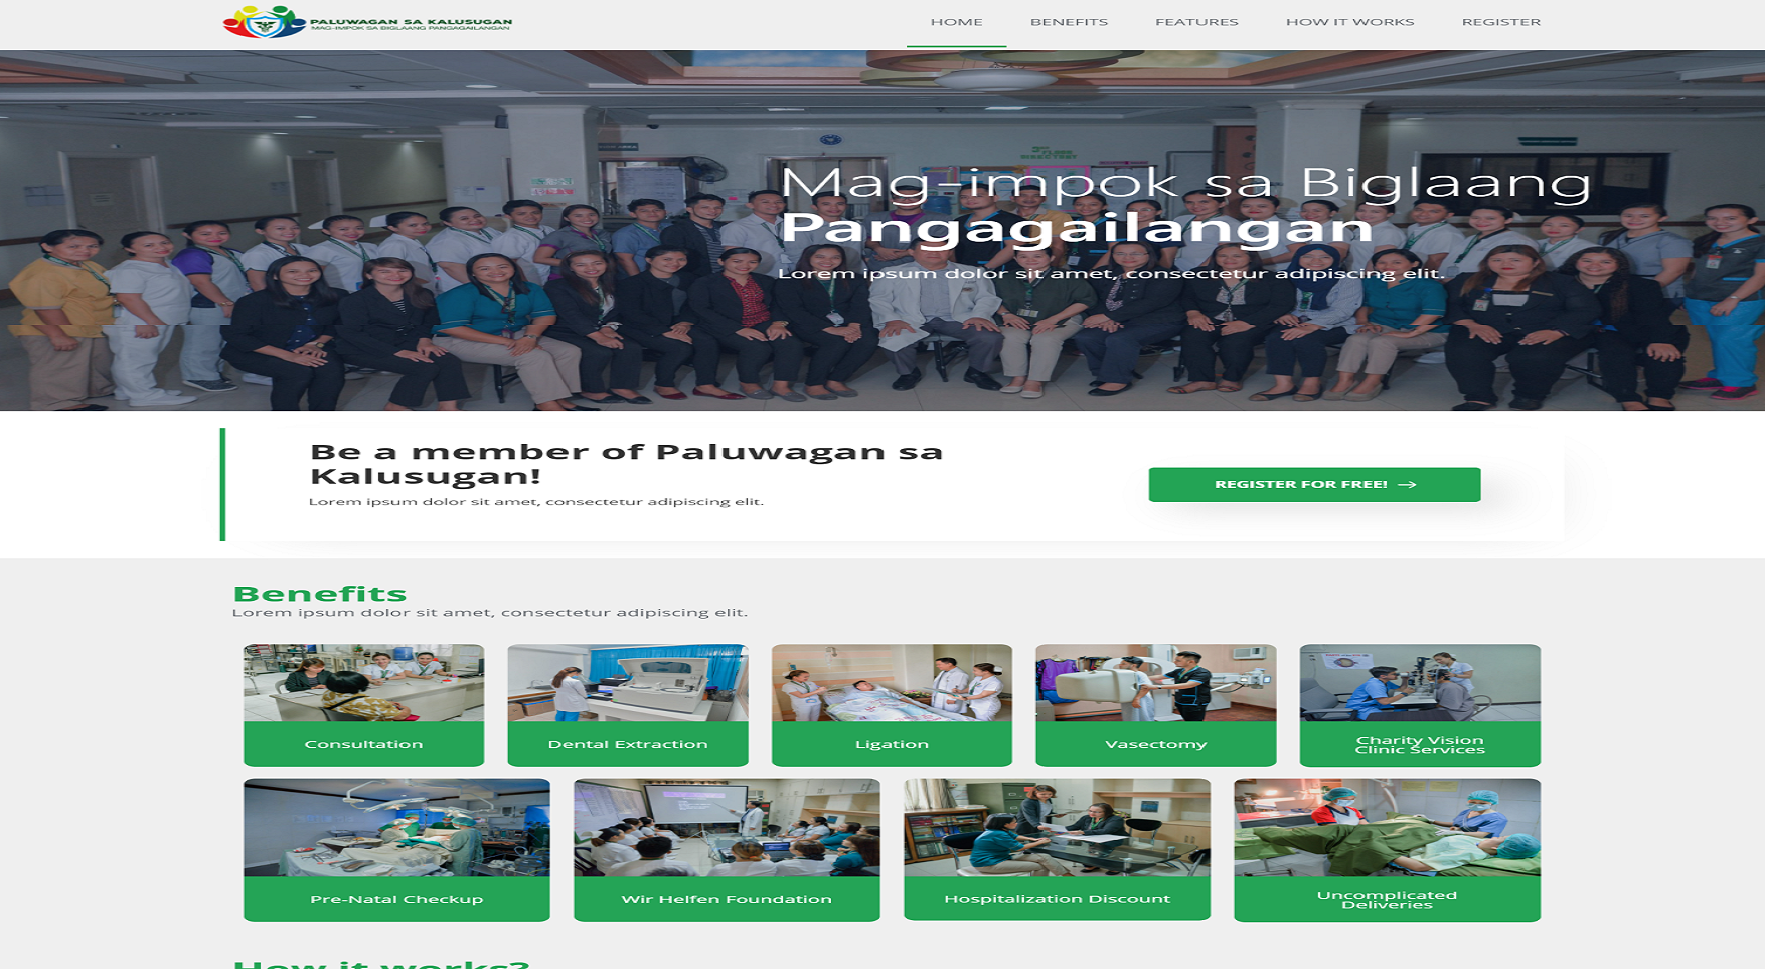 PALUWAGAN SA KALUSUGAN
MAG-IMPOK SA BIGLAANG PANGAGAILANGAN
HOME BENEFITS FEATURES HOW IT WORKS REGISTER
Mag-impok sa Biglaang
Pangagailangan
Lorem ipsum dolor sit amet, consectetur adipiscing elit.
Be a member of Paluwagan sa
Kalusugan!
Lorem ipsum dolor sit amet, consectetur adipiscing elit.
REGISTER FOR FREE! →
Benefits
Lorem ipsum dolor sit amet, consectetur adipiscing elit.
Consultation
Dental Extraction
Ligation
Vasectomy
Charity Vision
Clinic Services
Pre-Natal Checkup
Wir Helfen Foundation
Hospitalization Discount
Uncomplicated
Deliveries
How it works?